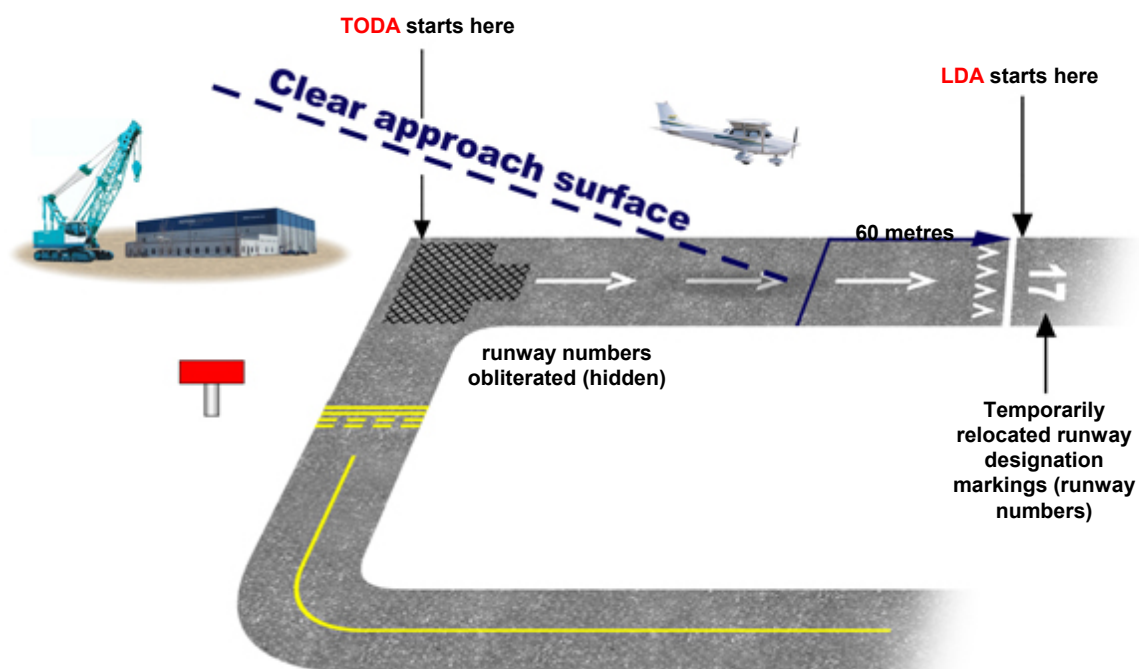 TODA starts here
LDA starts here
Clear approach surface
60 metres
runway numbers
obliterated (hidden)
17
Temporarily
relocated runway
designation
markings (runway
numbers)